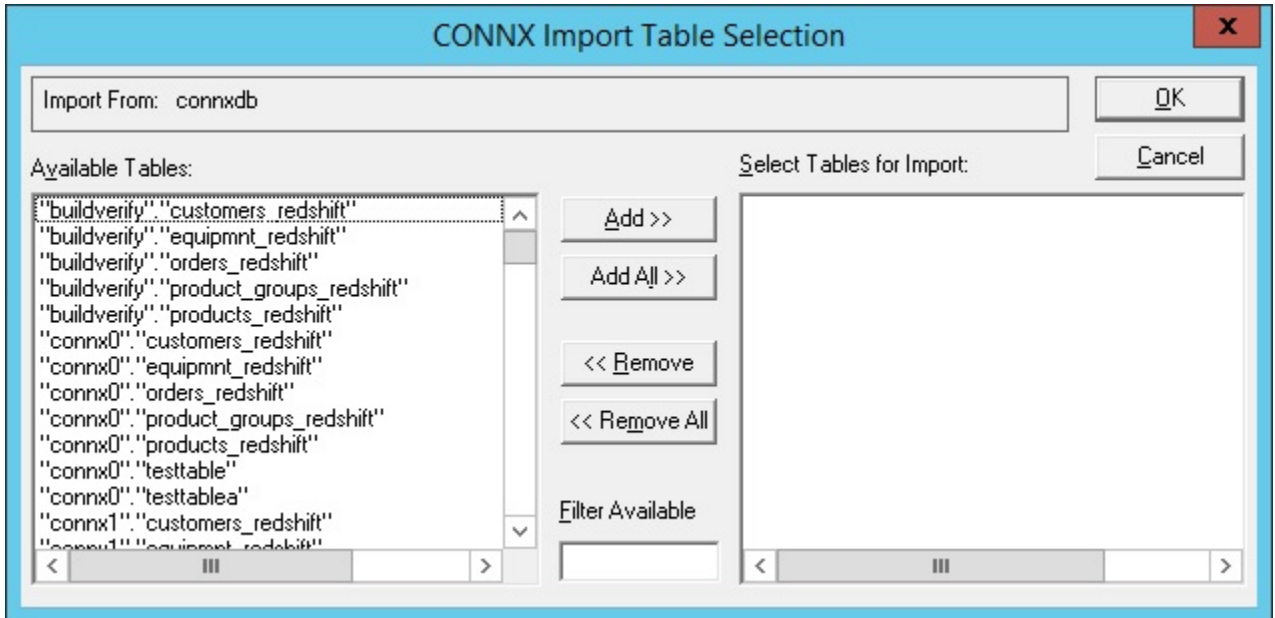 CONNX Import Table Selection
x
Import From: connxdb
OK
Cancel
Available Tables:
Select Tables for Import:
"buildverify"."customers_redshift"
"buildverify"."equipmnt_redshift"
"buildverify"."orders_redshift"
"buildverify"."product_groups_redshift"
"buildverify"."products_redshift"
"connx0"."customers_redshift"
"connx0"."equipmnt_redshift"
"connx0"."orders_redshift"
"connx0"."product_groups_redshift"
"connx0"."products_redshift"
"connx0"."testtable"
"connx0"."testtablea"
"connx1"."customers_redshift"
"connx1"."equipmnt_redshift"
Add >>
Add All >>
<< Remove
<< Remove All
Filter Available